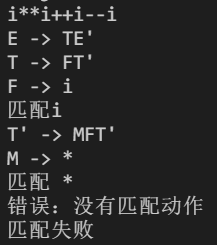 i**i++i--i
E -> TE'
T -> FT'
F -> i
匹配i
T' -> MFT'
M -> *
匹配 *
错误：没有匹配动作
匹配失败